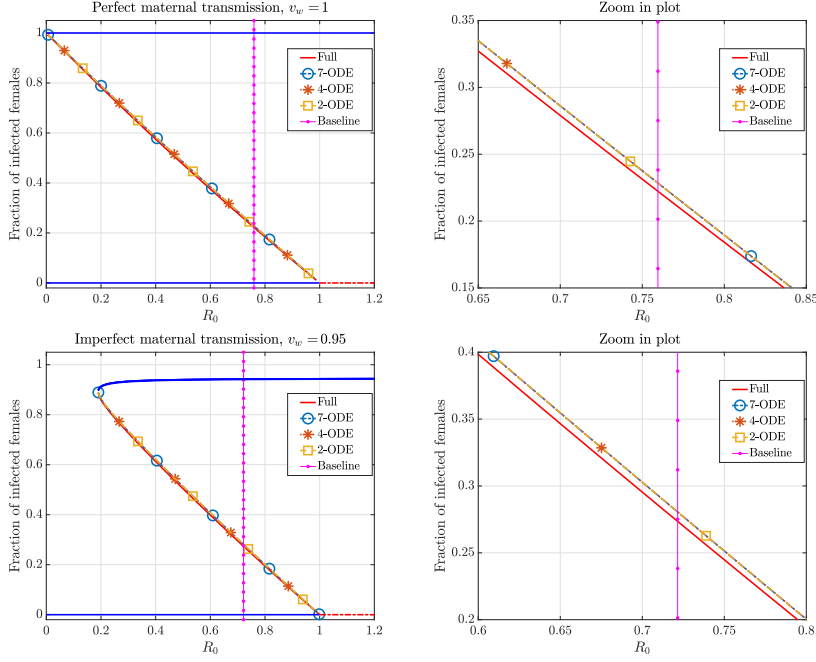 Perfect maternal transmission, v_w = 1
Fraction of infected females
1
0.8
0.6
0.4
0.2
0
0 0.2 0.4 0.6 0.8 1 1.2
R_0
Full
7-ODE
4-ODE
2-ODE
Baseline
Zoom in plot
Fraction of infected females
0.35
0.3
0.25
0.2
0.15
0.65 0.7 0.75 0.8 0.85
R_0
Full
7-ODE
4-ODE
2-ODE
Baseline
Imperfect maternal transmission, v_w = 0.95
Fraction of infected females
1
0.8
0.6
0.4
0.2
0
0 0.2 0.4 0.6 0.8 1 1.2
R_0
Full
7-ODE
4-ODE
2-ODE
Baseline
Zoom in plot
Fraction of infected females
0.4
0.35
0.3
0.25
0.2
0.6 0.65 0.7 0.75 0.8
R_0
Full
7-ODE
4-ODE
2-ODE
Baseline